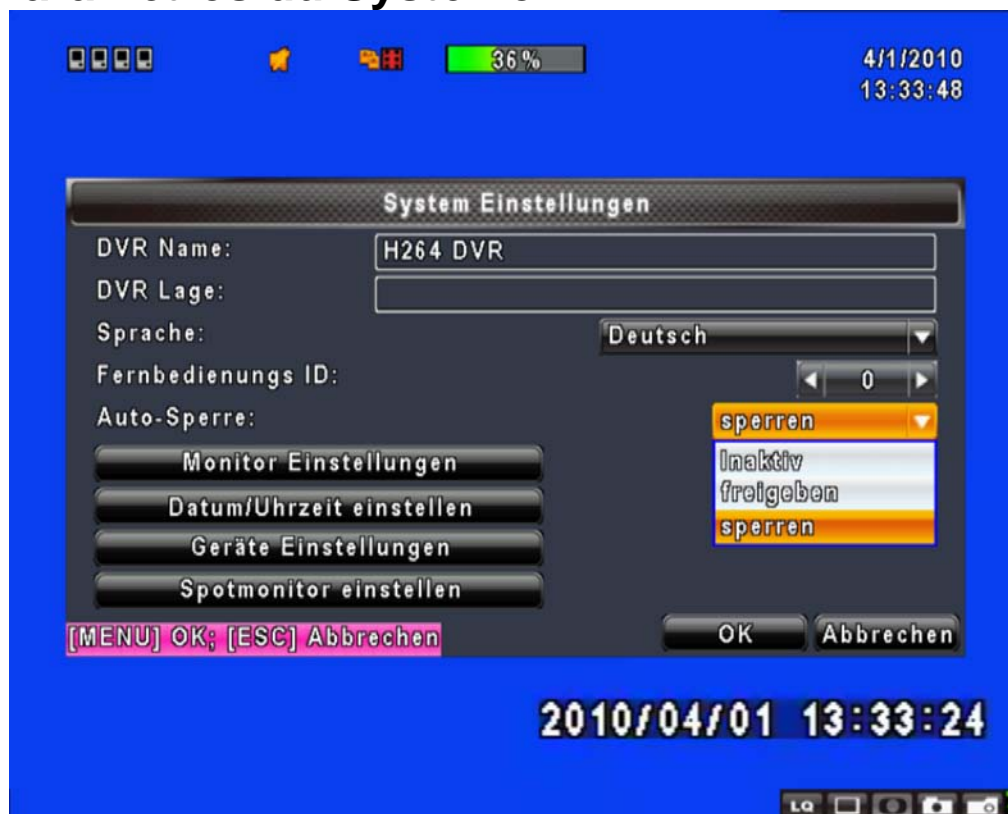 36%
4/1/2010
13:33:48
System Einstellungen
DVR Name: H264 DVR
DVR Lage:
Sprache: Deutsch
Fernbedienungs ID: 0
Auto-Sperre: sperren
Inaktiv
freigeben
sperren
Monitor Einstellungen
Datum/Uhrzeit einstellen
Geräte Einstellungen
Spotmonitor einstellen
[MENU] OK; [ESC] Abbrechen
OK Abbrechen
2010/04/01 13:33:24
LQ